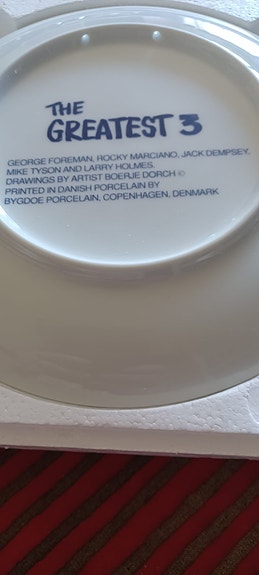 THE
GREATEST 3
GEORGE FOREMAN, ROCKY MARCIANO, JACK DEMPSEY,
MIKE TYSON AND LARRY HOLMES.
DRAWINGS BY ARTIST BOERJE DORCH ©
PRINTED IN DANISH PORCELAIN BY
BYGDOE PORCELAIN, COPENHAGEN, DENMARK